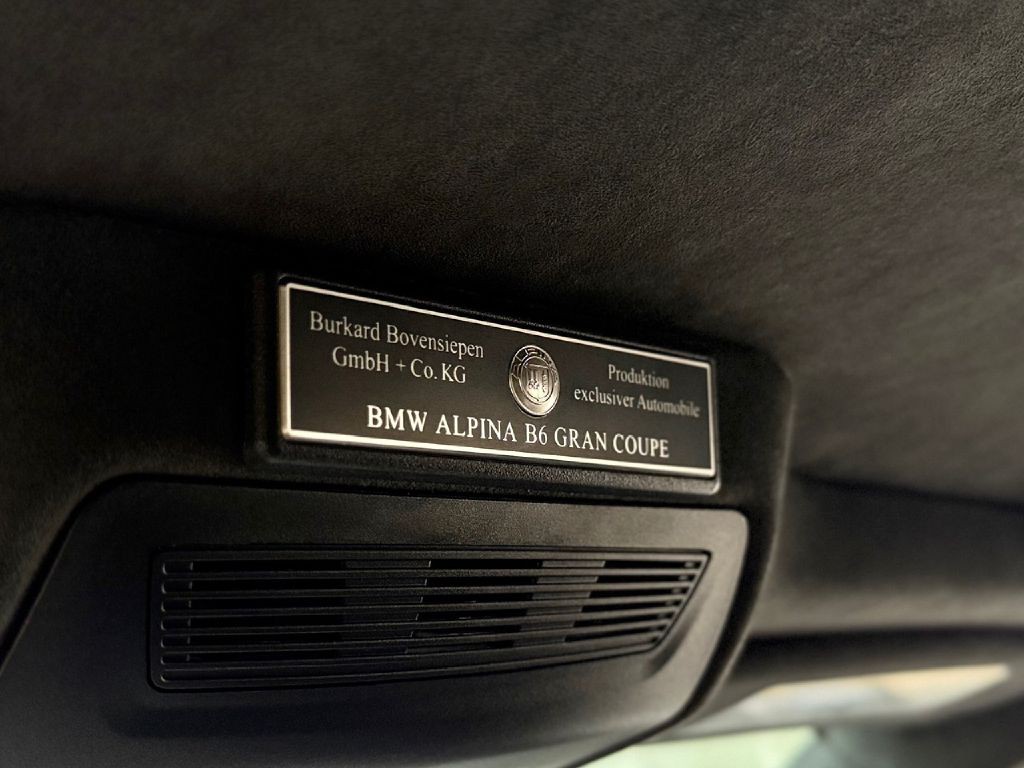 Burkard Bovensiepen
GmbH + Co. KG
Produktion
exclusiver Automobile
BMW ALPINA B6 GRAN COUPE